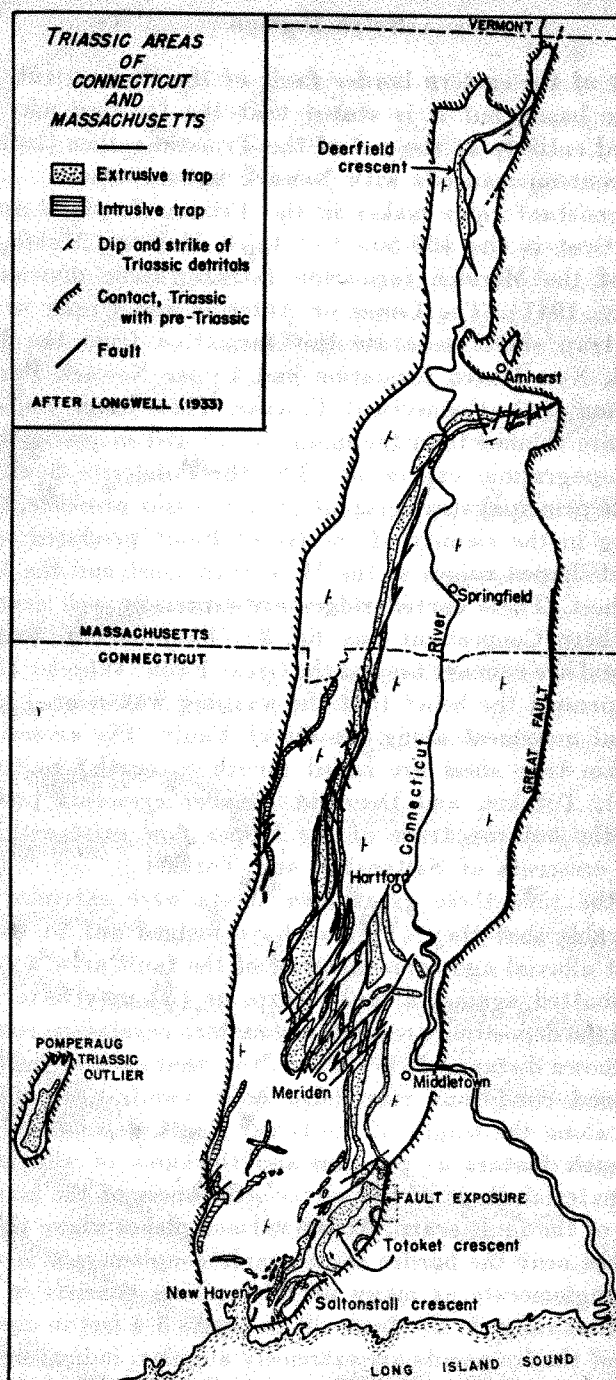 TRIASSIC AREAS
OF
CONNECTICUT
AND
MASSACHUSETTS
Extrusive trap
Intrusive trap
Dip and strike of
Triassic detritals
Contact, Triassic
with pre-Triassic
Fault
AFTER LONGWELL (1933)
VERMONT
Deerfield
crescent
Amherst
Springfield
MASSACHUSETTS
CONNECTICUT
Connecticut River
GREAT FAULT
Hartford
POMPERAUG
TRIASSIC
OUTLIER
Meriden
Middletown
FAULT EXPOSURE
Totoket crescent
New Haven
Saltonstall crescent
LONG ISLAND SOUND